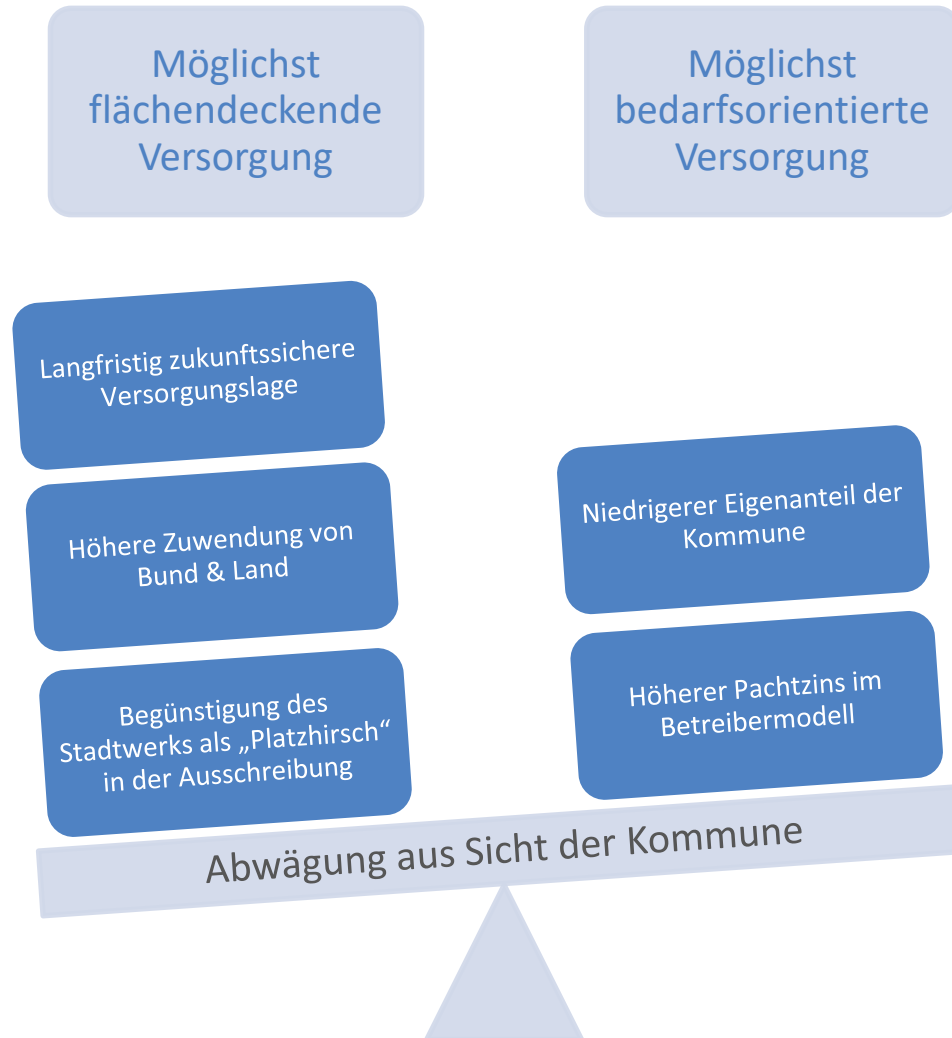 Möglichst
flächendeckende
Versorgung
Möglichst
bedarfsorientierte
Versorgung
Langfristig zukunftssichere
Versorgungslage
Höhere Zuwendung von
Bund & Land
Begünstigung des
Stadtwerks als „Platzhirsch“
in der Ausschreibung
Niedrigerer Eigenanteil der
Kommune
Höherer Pachtzins im
Betreibermodell
Abwägung aus Sicht der Kommune